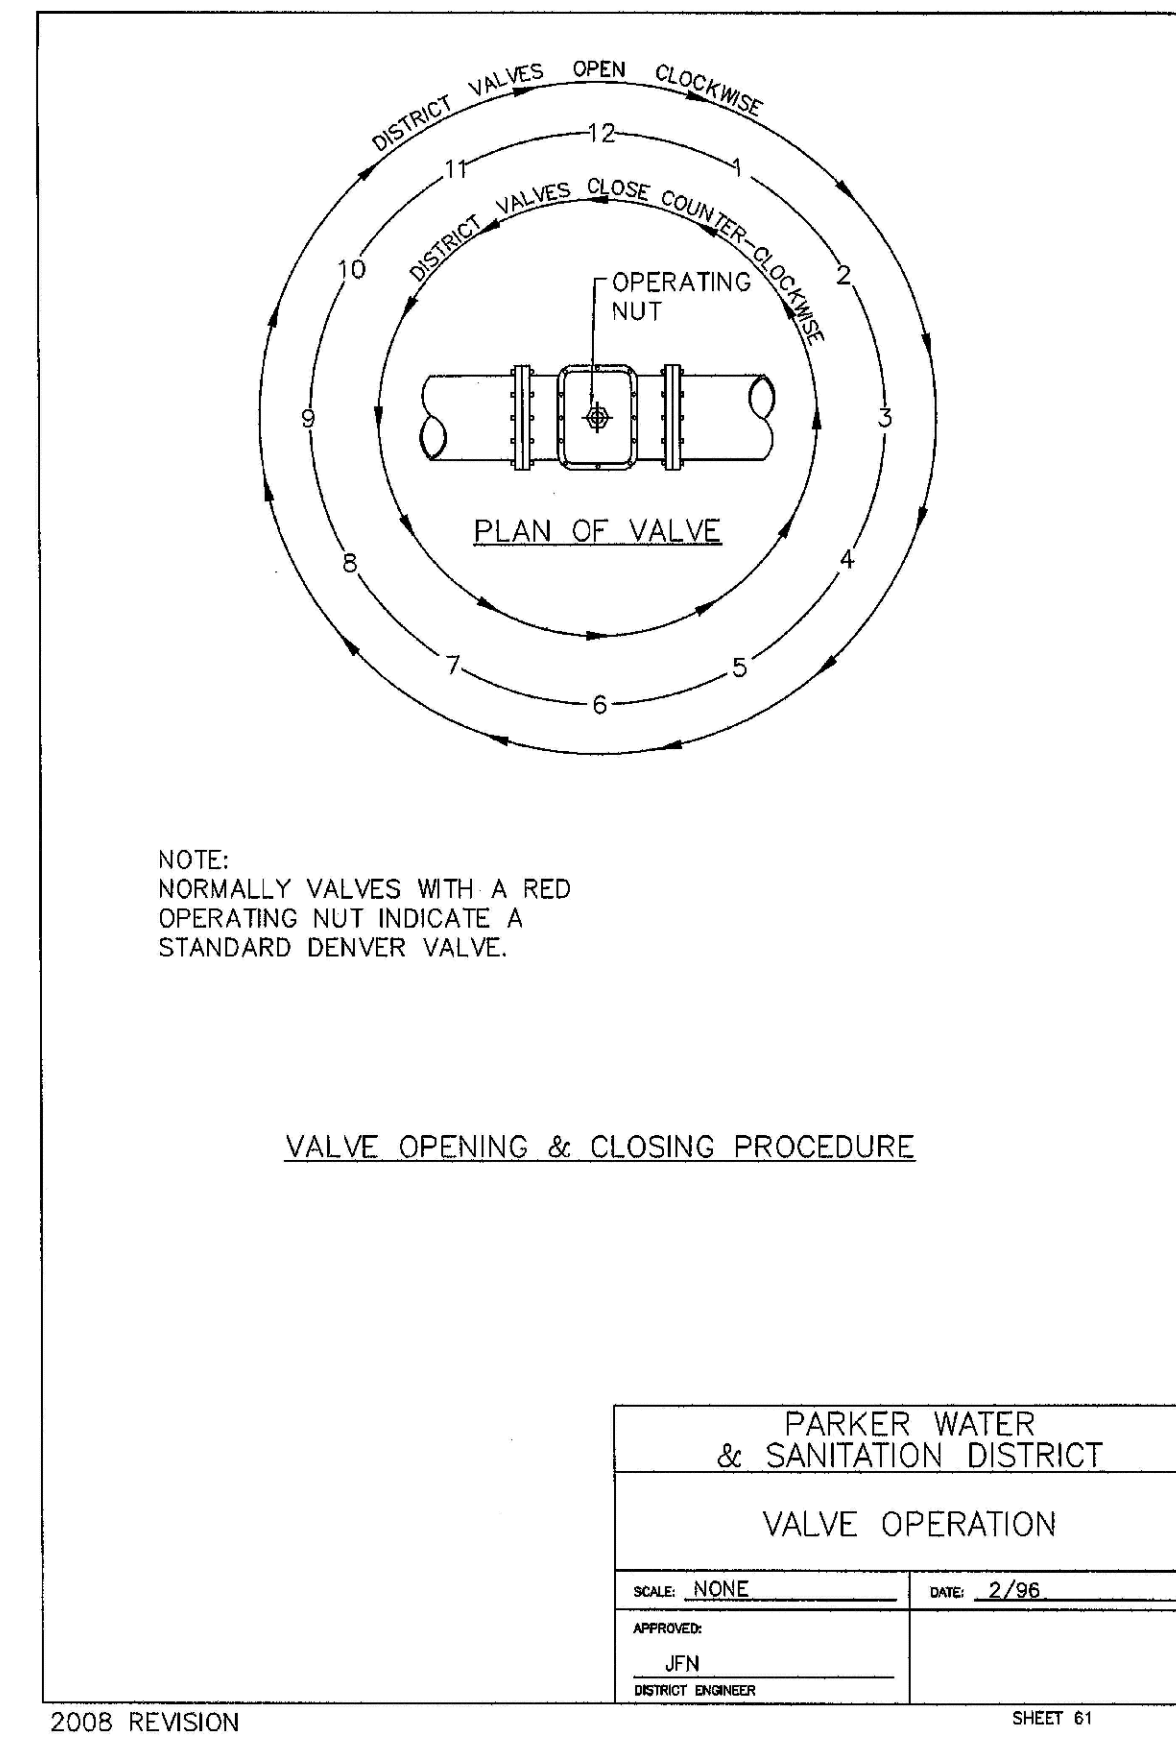 DISTRICT VALVES OPEN CLOCKWISE
12
11
1
DISTRICT VALVES CLOSE COUNTER-CLOCKWISE
10
2
OPERATING
NUT
9
3
PLAN OF VALVE
8
4
7
5
6
NOTE:
NORMALLY VALVES WITH A RED
OPERATING NUT INDICATE A
STANDARD DENVER VALVE.
VALVE OPENING & CLOSING PROCEDURE
PARKER WATER
& SANITATION DISTRICT
VALVE OPERATION
SCALE: NONE
DATE: 2/96
APPROVED:
JFN
DISTRICT ENGINEER
2008 REVISION
SHEET 61